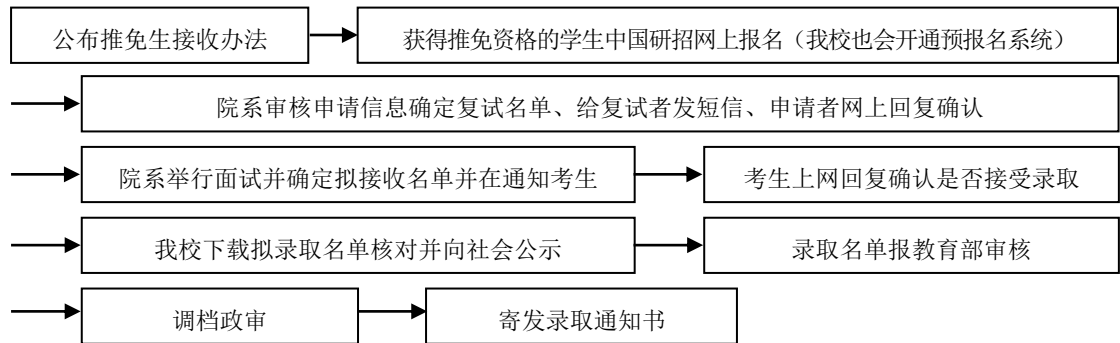 公布推免生接收办法 获得推免资格的学生中国研招网上报名（我校也会开通预报名系统）
院系审核申请信息确定复试名单、给复试者发短信、申请者网上回复确认
院系举行面试并确定拟接收名单并在通知考生 考生上网回复确认是否接受录取
我校下载拟录取名单核对并向社会公示 录取名单报教育部审核
调档政审 寄发录取通知书